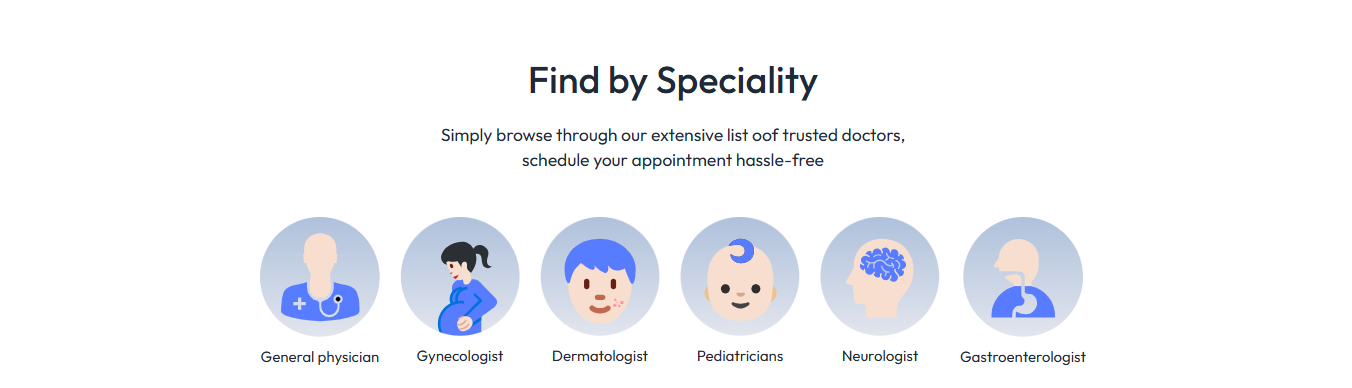 Find by Speciality
Simply browse through our extensive list oof trusted doctors,
schedule your appointment hassle-free
General physician
Gynecologist
Dermatologist
Pediatricians
Neurologist
Gastroenterologist